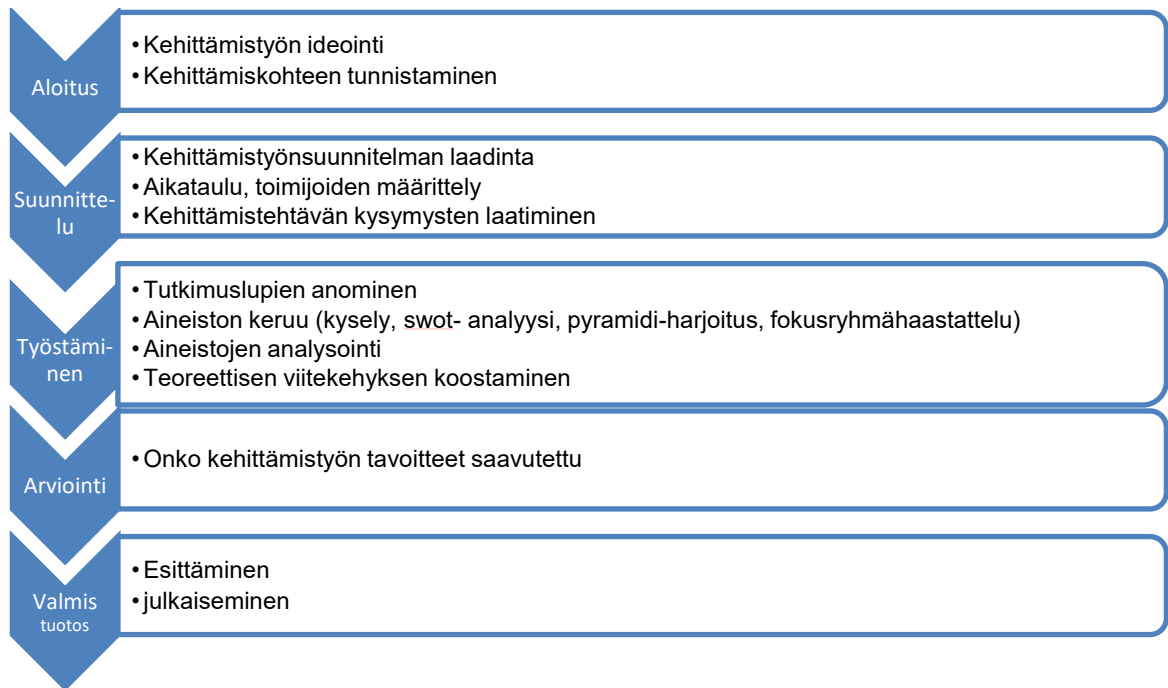 Aloitus
• Kehittämistyön ideointi
• Kehittämiskohteen tunnistaminen
Suunnitte-
lu
• Kehittämistyönsuunnitelman laadinta
• Aikataulu, toimijoiden määrittely
• Kehittämistehtävän kysymysten laatiminen
Työstämi-
nen
• Tutkimuslupien anominen
• Aineiston keruu (kysely, swot- analyysi, pyramidi-harjoitus, fokusryhmähaastattelu)
• Aineistojen analysointi
• Teoreettisen viitekehyksen koostaminen
Arviointi
• Onko kehittämistyön tavoitteet saavutettu
Valmis
tuotos
• Esittäminen
• julkaiseminen